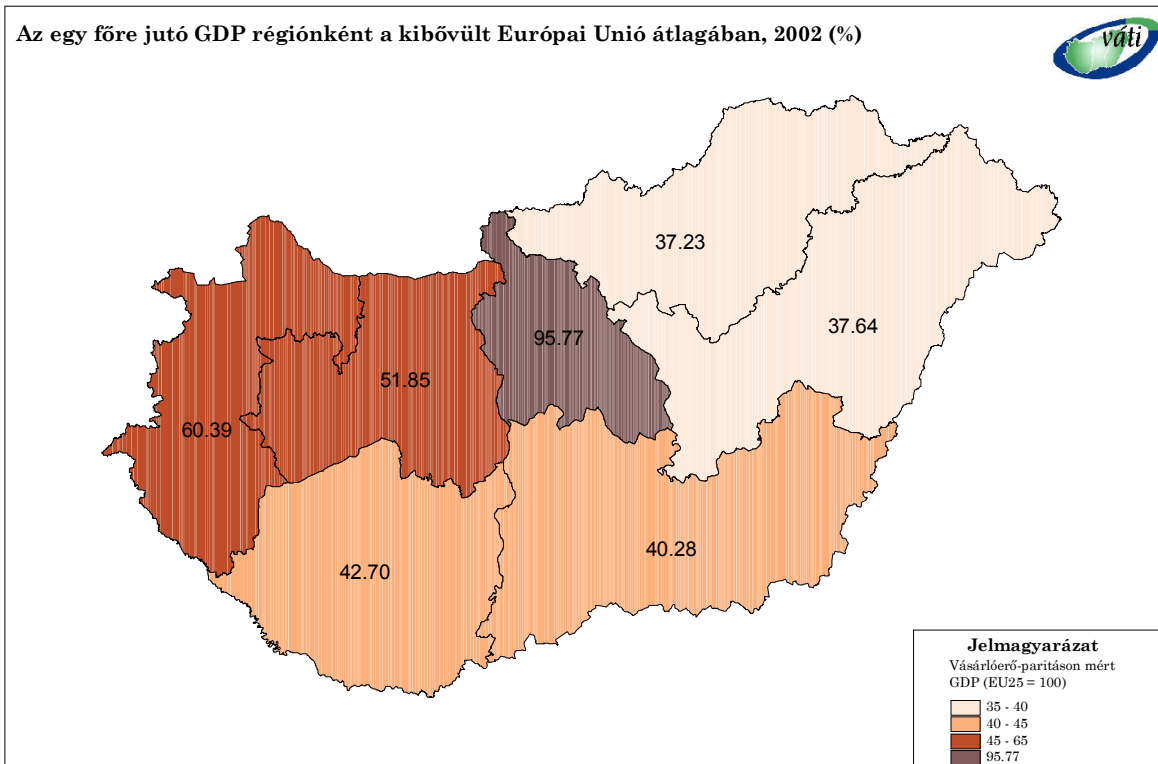 Az egy főre jutó GDP régiónként a kibővült Európai Unió átlagában, 2002 (%)
váti
37.23
37.64
95.77
51.85
60.39
40.28
42.70
Jelmagyarázat
Vásárlóerő-paritáson mért
GDP (EU25 = 100)
35 - 40
40 - 45
45 - 65
95.77